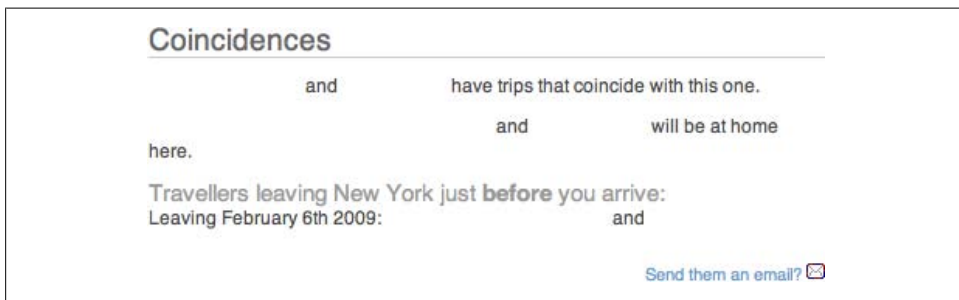 Coincidences
and have trips that coincide with this one.
and will be at home
here.
Travellers leaving New York just before you arrive:
Leaving February 6th 2009: and
Send them an email?